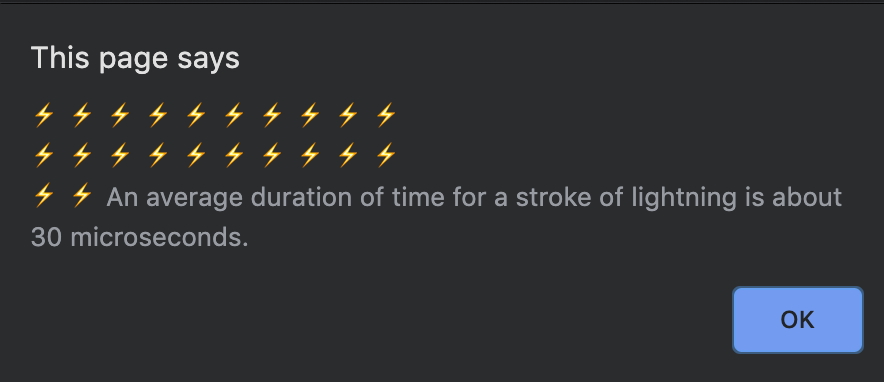 This page says
⚡ ⚡ ⚡ ⚡ ⚡ ⚡ ⚡ ⚡ ⚡ ⚡
⚡ ⚡ ⚡ ⚡ ⚡ ⚡ ⚡ ⚡ ⚡ ⚡
⚡ ⚡ An average duration of time for a stroke of lightning is about
30 microseconds.
OK